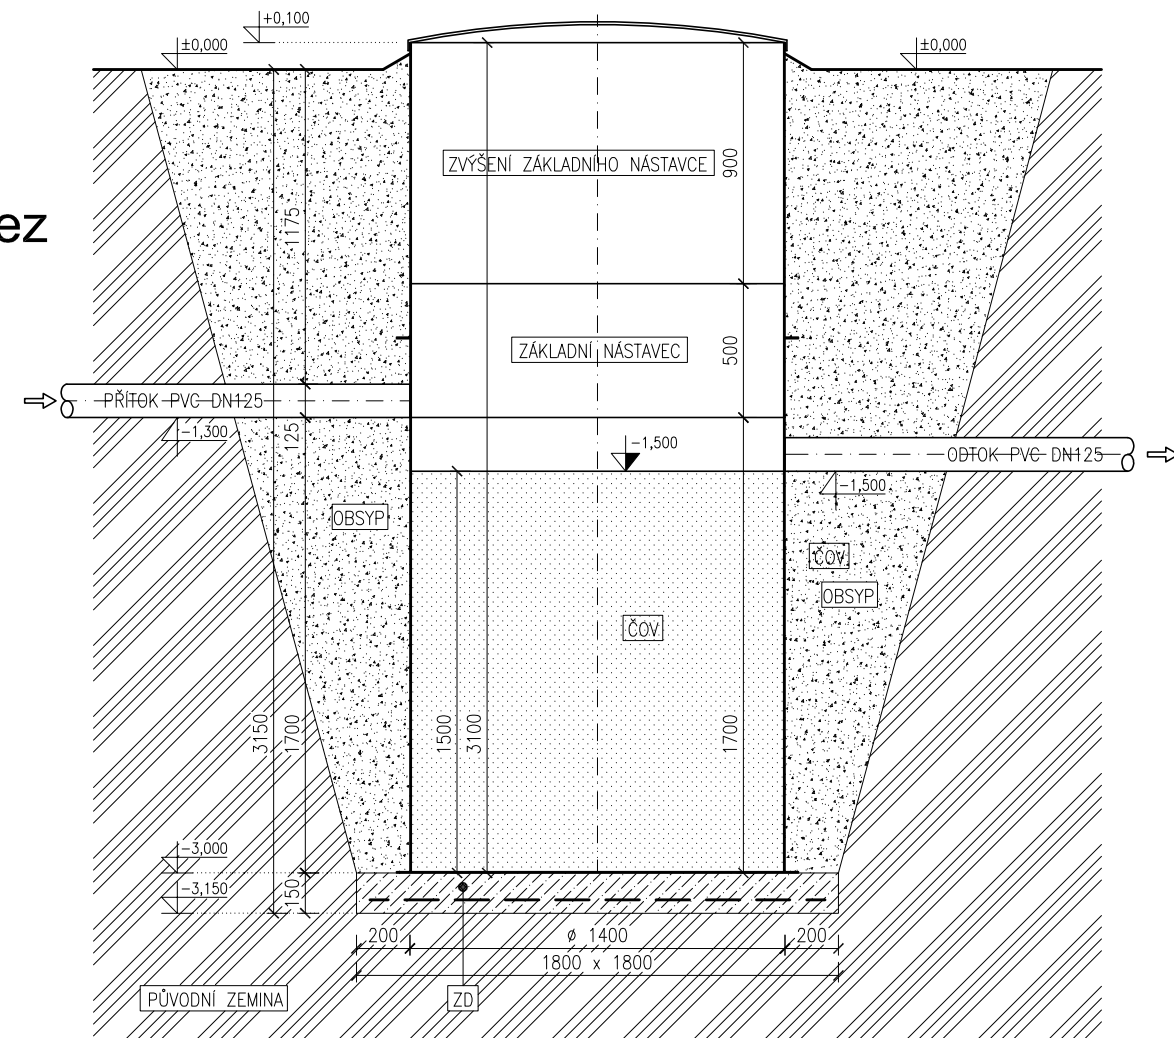 +0,100
±0,000
±0,000
ZVÝŠENÍ ZÁKLADNÍHO NÁSTAVCE
900
ez
1175
ZÁKLADNÍ NÁSTAVEC
500
PŘÍTOK PVC DN125
-1,300
125
-1,500
ODTOK PVC DN125
-1,500
OBSYP
ČOV
OBSYP
ČOV
3150
1700
1500
3100
1700
-3,000
-3,150
150
200
ø 1400
200
1800 x 1800
PŮVODNÍ ZEMINA
ZD